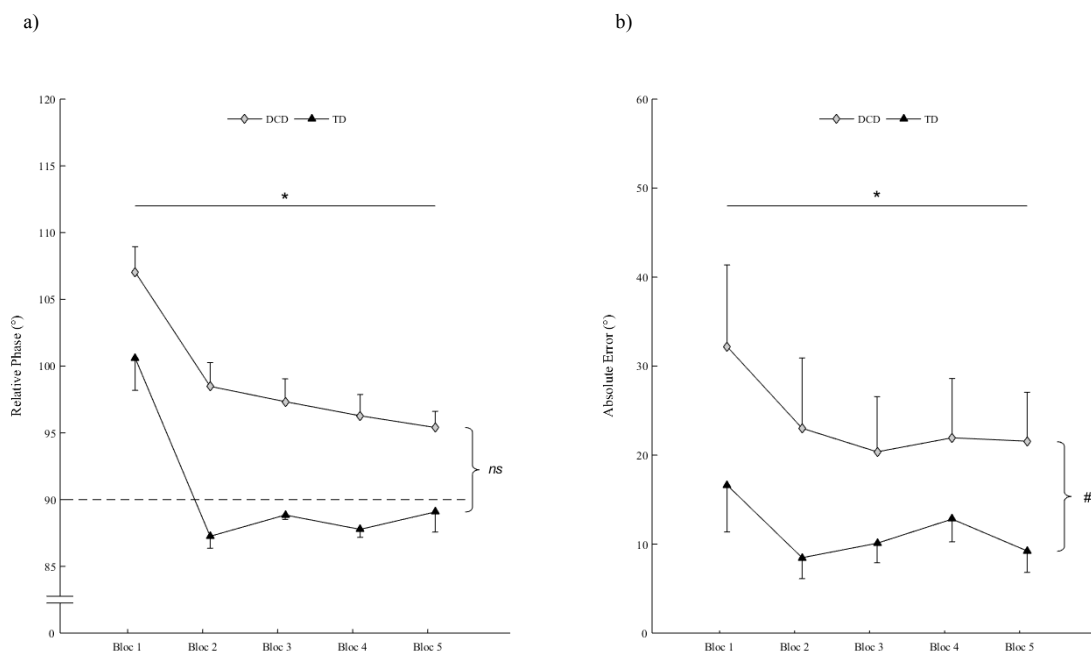 a)
120
115
110
105
100
95
90
85
0
Relative Phase (°)
DCD
TD
*
ns
Bloc 1
Bloc 2
Bloc 3
Bloc 4
Bloc 5
b)
60
50
40
30
20
10
0
Absolute Error (°)
DCD
TD
*
#
Bloc 1
Bloc 2
Bloc 3
Bloc 4
Bloc 5